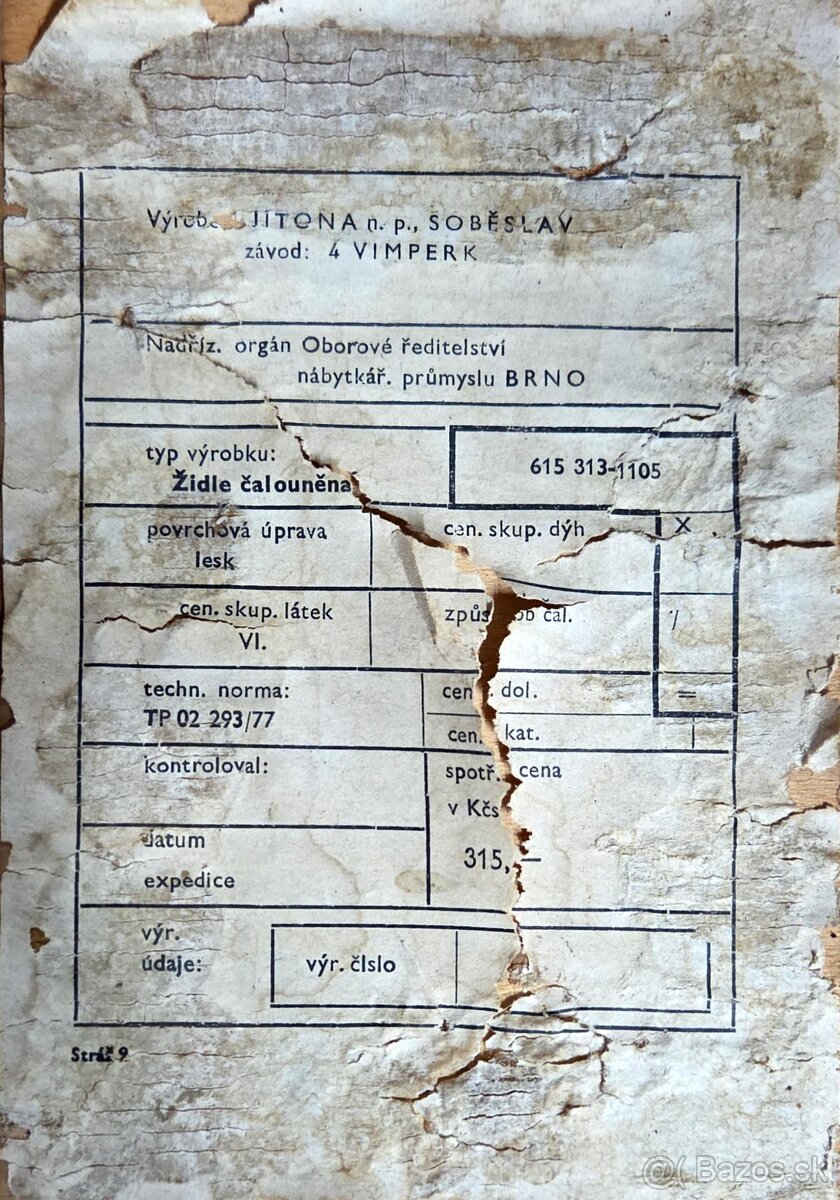 Výrobe JITONA n. p., SOBĚSLAV
závod: 4 VIMPERK
Nadříz. orgán Oborové ředitelství
nábytkář. průmyslu BRNO
typ výrobku:
Židle čalouněná
615 313-1105
povrchová úprava
lesk
cen. skup. dýh
X
cen. skup. látek
VI.
způsob čal.
/
techn. norma:
TP 02 293/77
cen. dol.
=
cen. kat.
kontroloval:
spotř. cena
v Kčs
315,—
datum
expedice
výr.
údaje:
výr. číslo
Stráž 9
@( Bazos.sk